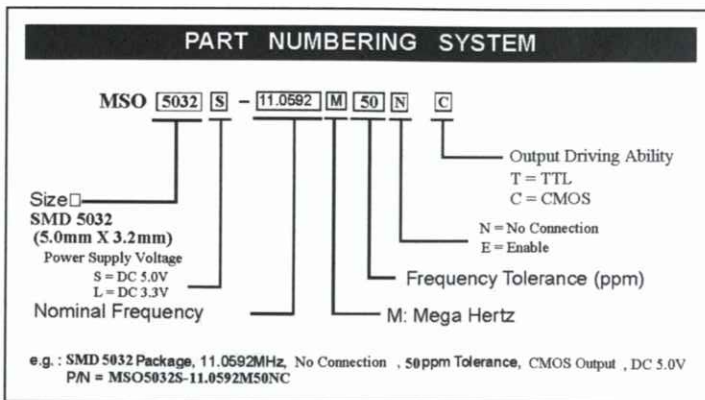 PART NUMBERING SYSTEM
MSO 5032 S - 11.0592 M 50 N C
Output Driving Ability
T = TTL
C = CMOS
Size□
SMD 5032
(5.0mm X 3.2mm)
N = No Connection
E = Enable
Power Supply Voltage
S = DC 5.0V
L = DC 3.3V
Frequency Tolerance (ppm)
Nominal Frequency
M: Mega Hertz
e.g. : SMD 5032 Package, 11.0592MHz, No Connection , 50ppm Tolerance, CMOS Output , DC 5.0V
P/N = MSO5032S-11.0592M50NC